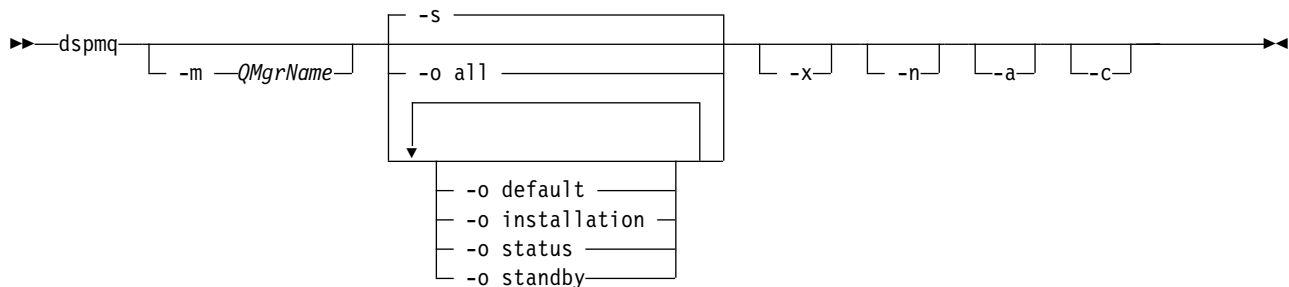 -s
dspmq
-m QMgrName
-o all
-x
-n
-a
-c
-o default
-o installation
-o status
-o standby